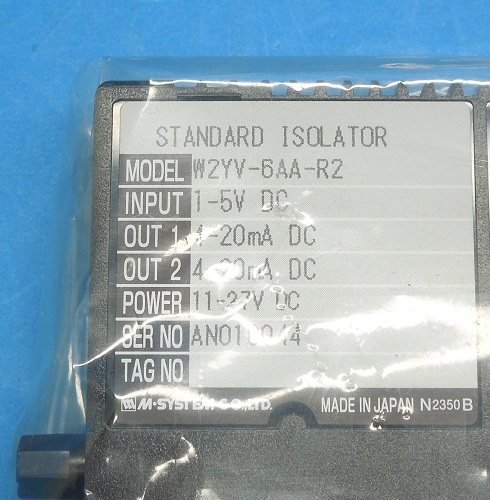 STANDARD ISOLATOR
MODEL W2YV-6AA-R2
INPUT 1-5V DC
OUT 1 4-20mA DC
OUT 2 4-20mA DC
POWER 11-27V DC
SER NO
TAG NO
M-SYSTEM CO.,LTD. MADE IN JAPAN N2350B